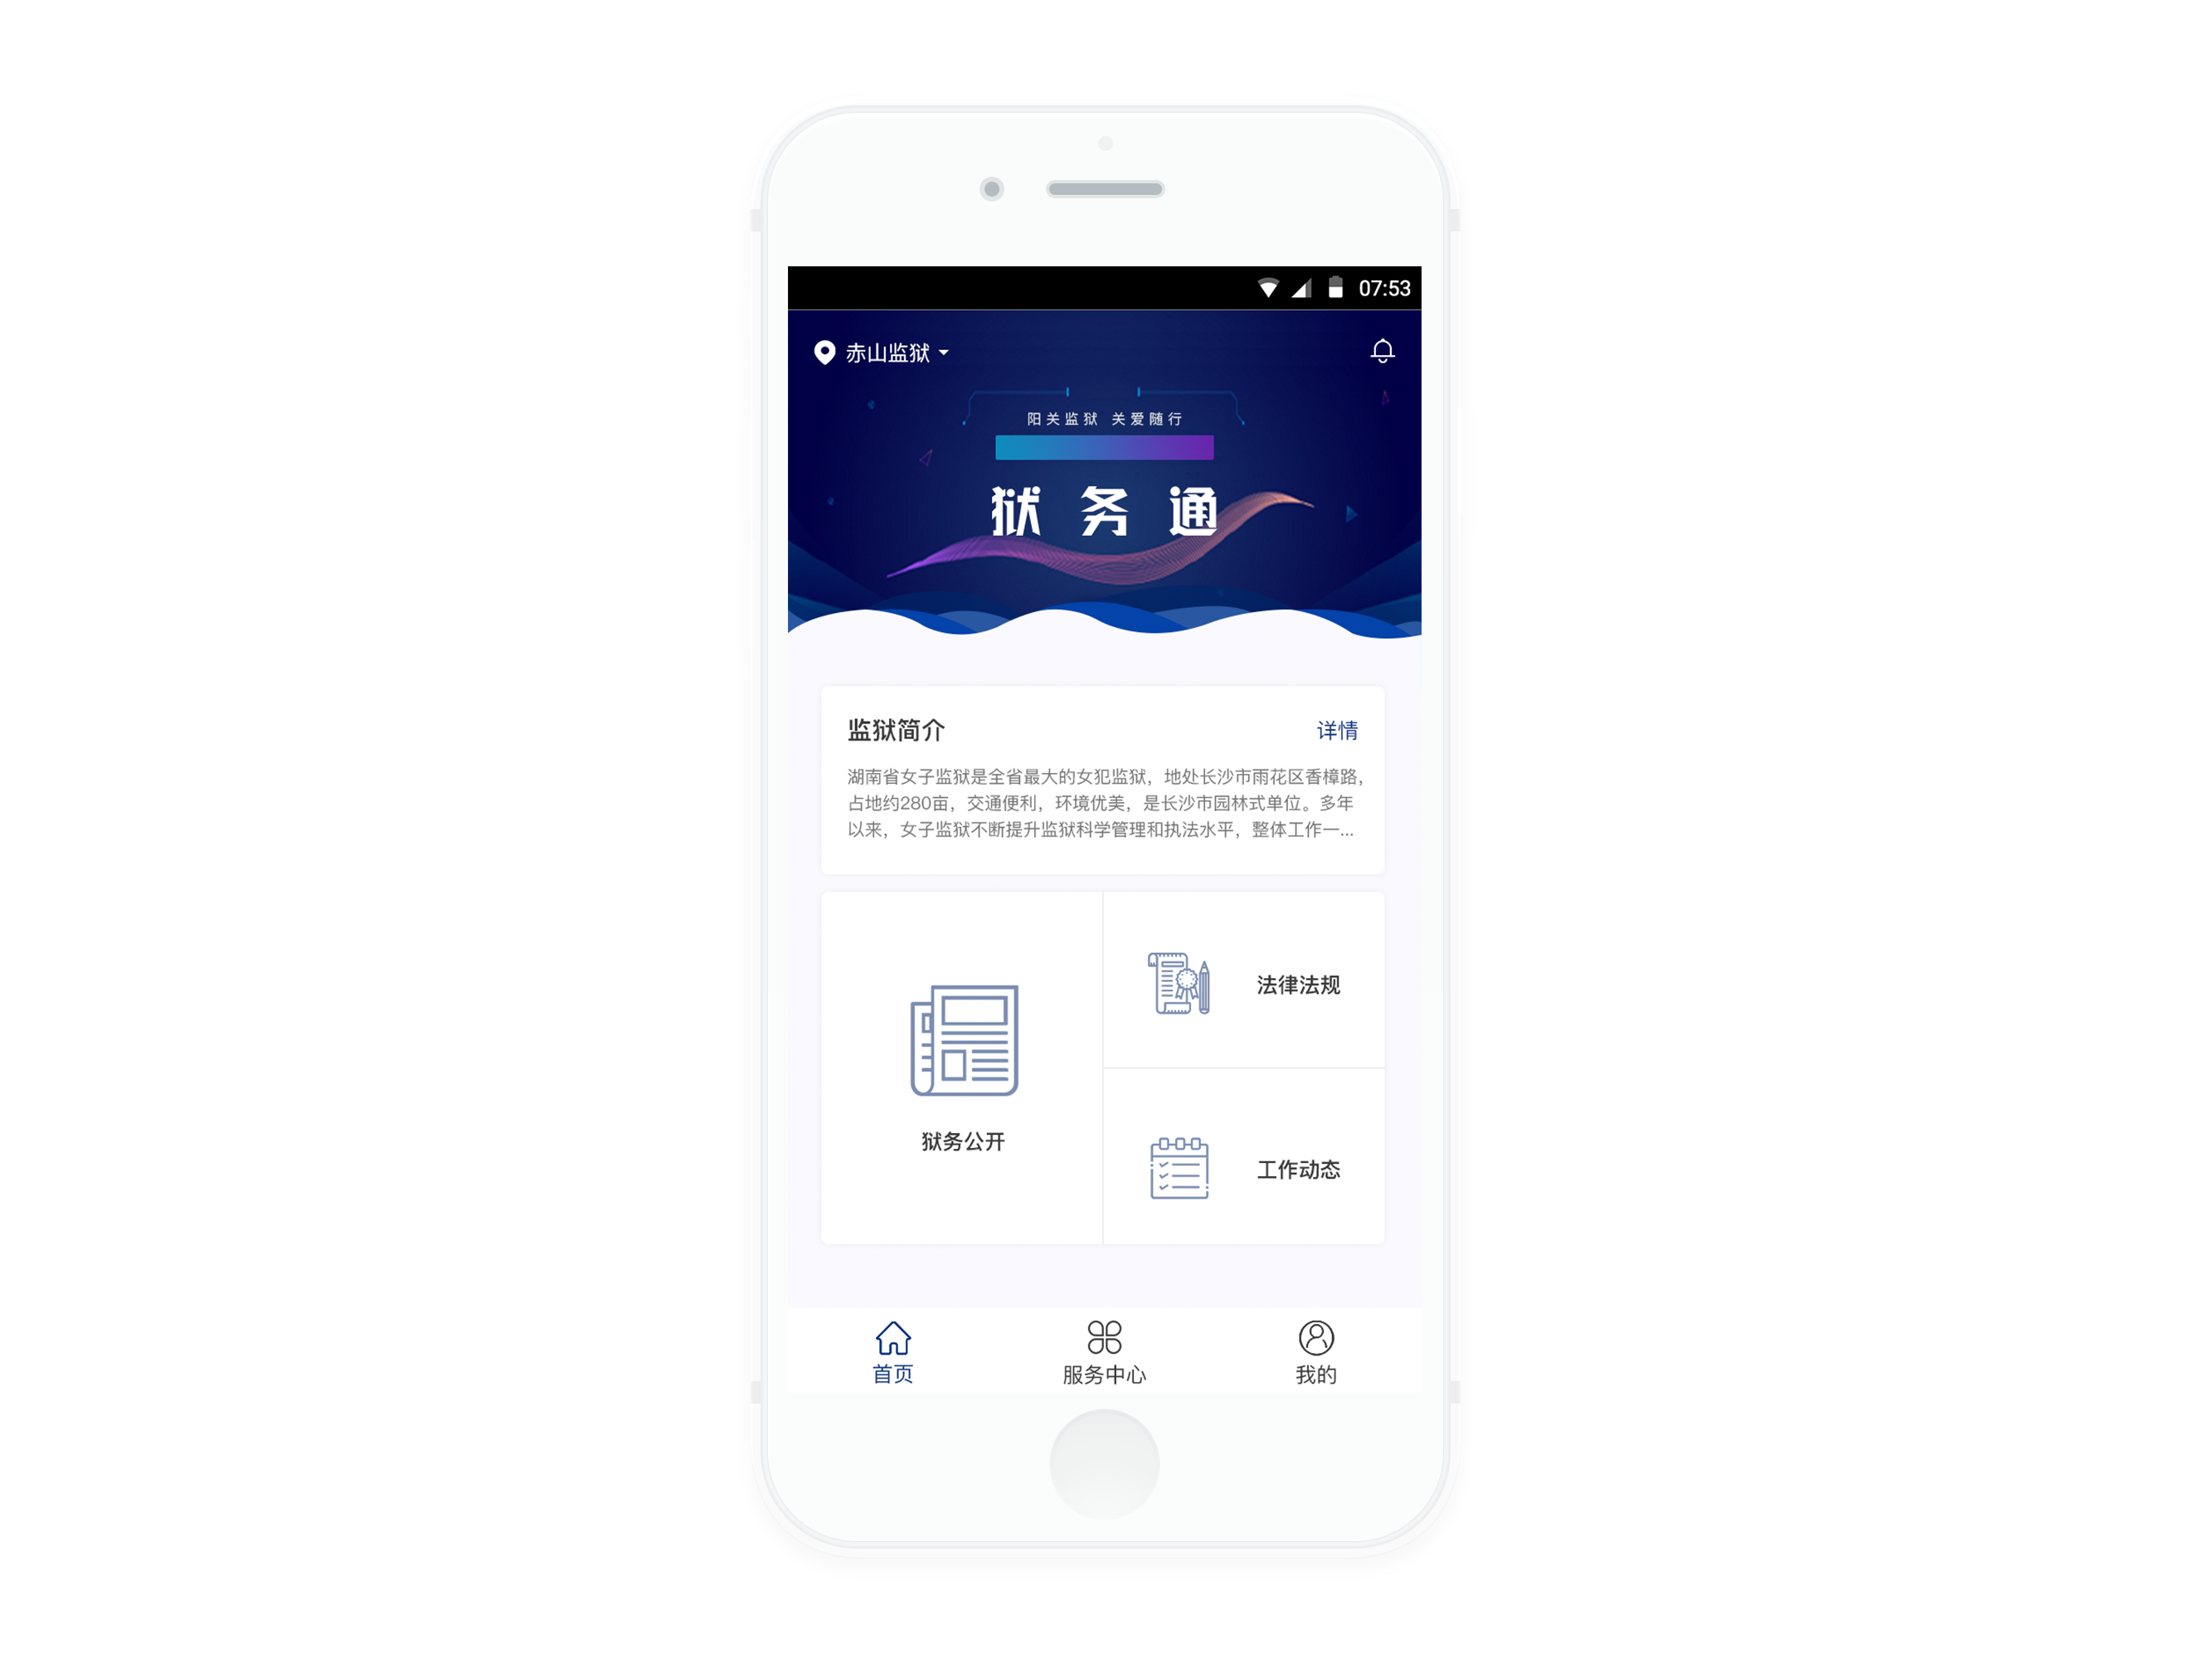 07:53
赤山监狱
阳关监狱 关爱随行
狱务通
监狱简介
详情
湖南省女子监狱是全省最大的女犯监狱，地处长沙市雨花区香樟路，
占地约280亩，交通便利，环境优美，是长沙市园林式单位。多年
以来，女子监狱不断提升监狱科学管理和执法水平，整体工作一...
狱务公开
法律法规
工作动态
首页
服务中心
我的